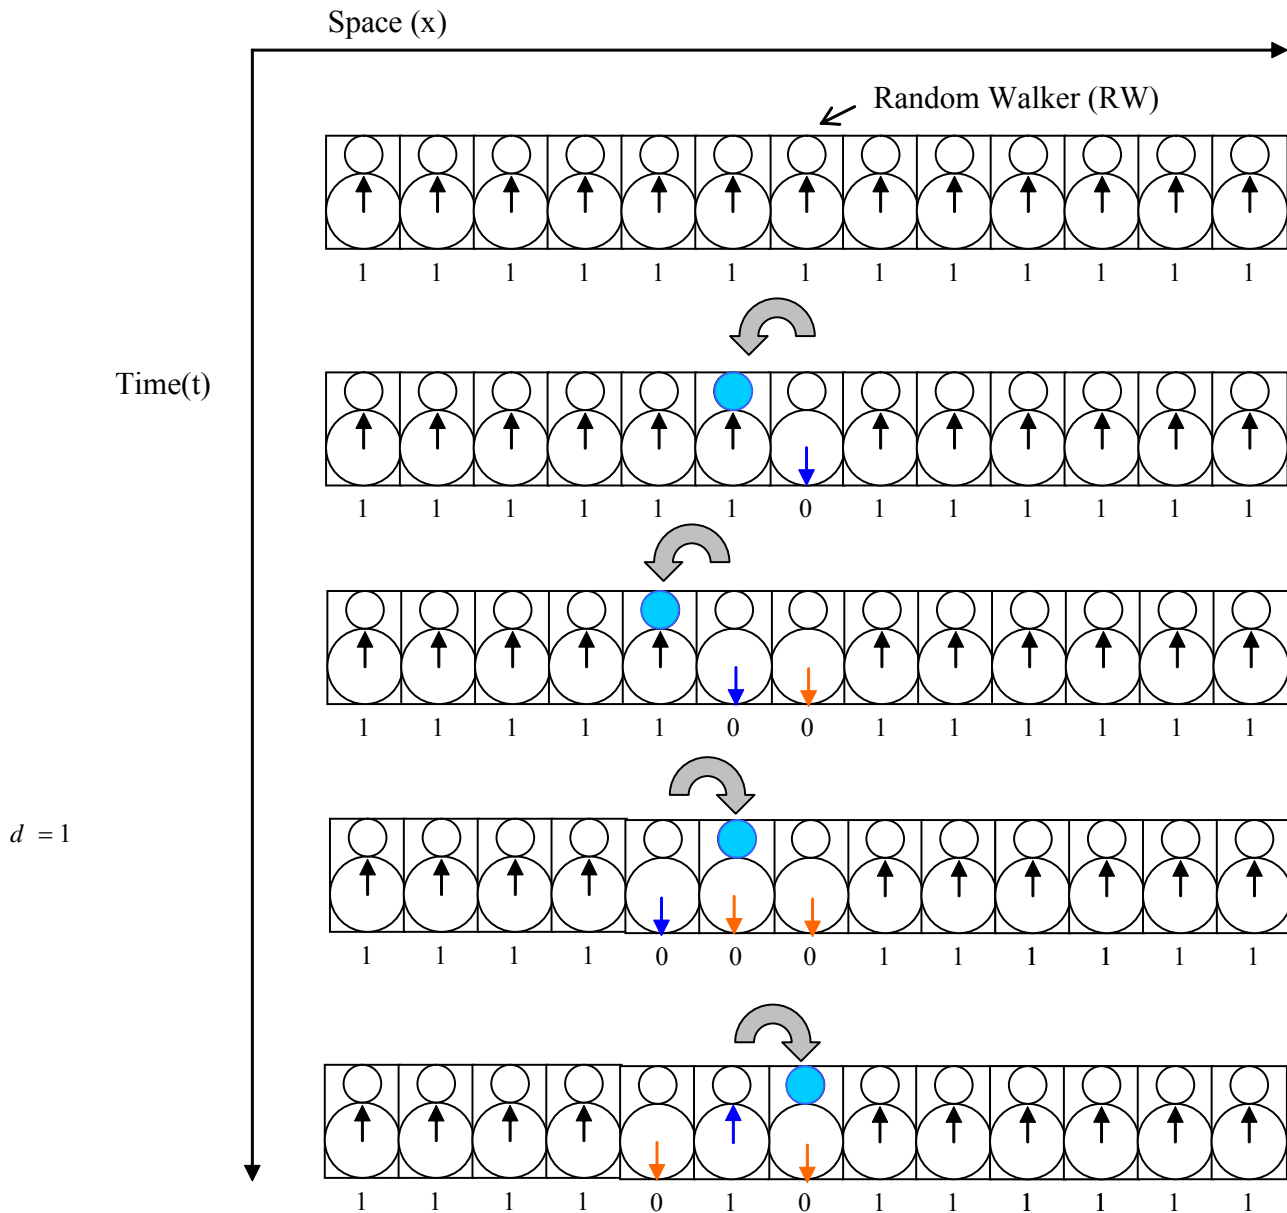 Space (x)
Random Walker (RW)
1 1 1 1 1 1 1 1 1 1 1 1 1
Time(t)
1 1 1 1 1 1 0 1 1 1 1 1 1
1 1 1 1 1 0 0 1 1 1 1 1 1
d = 1
1 1 1 1 0 0 0 1 1 1 1 1 1
1 1 1 1 0 1 0 1 1 1 1 1 1